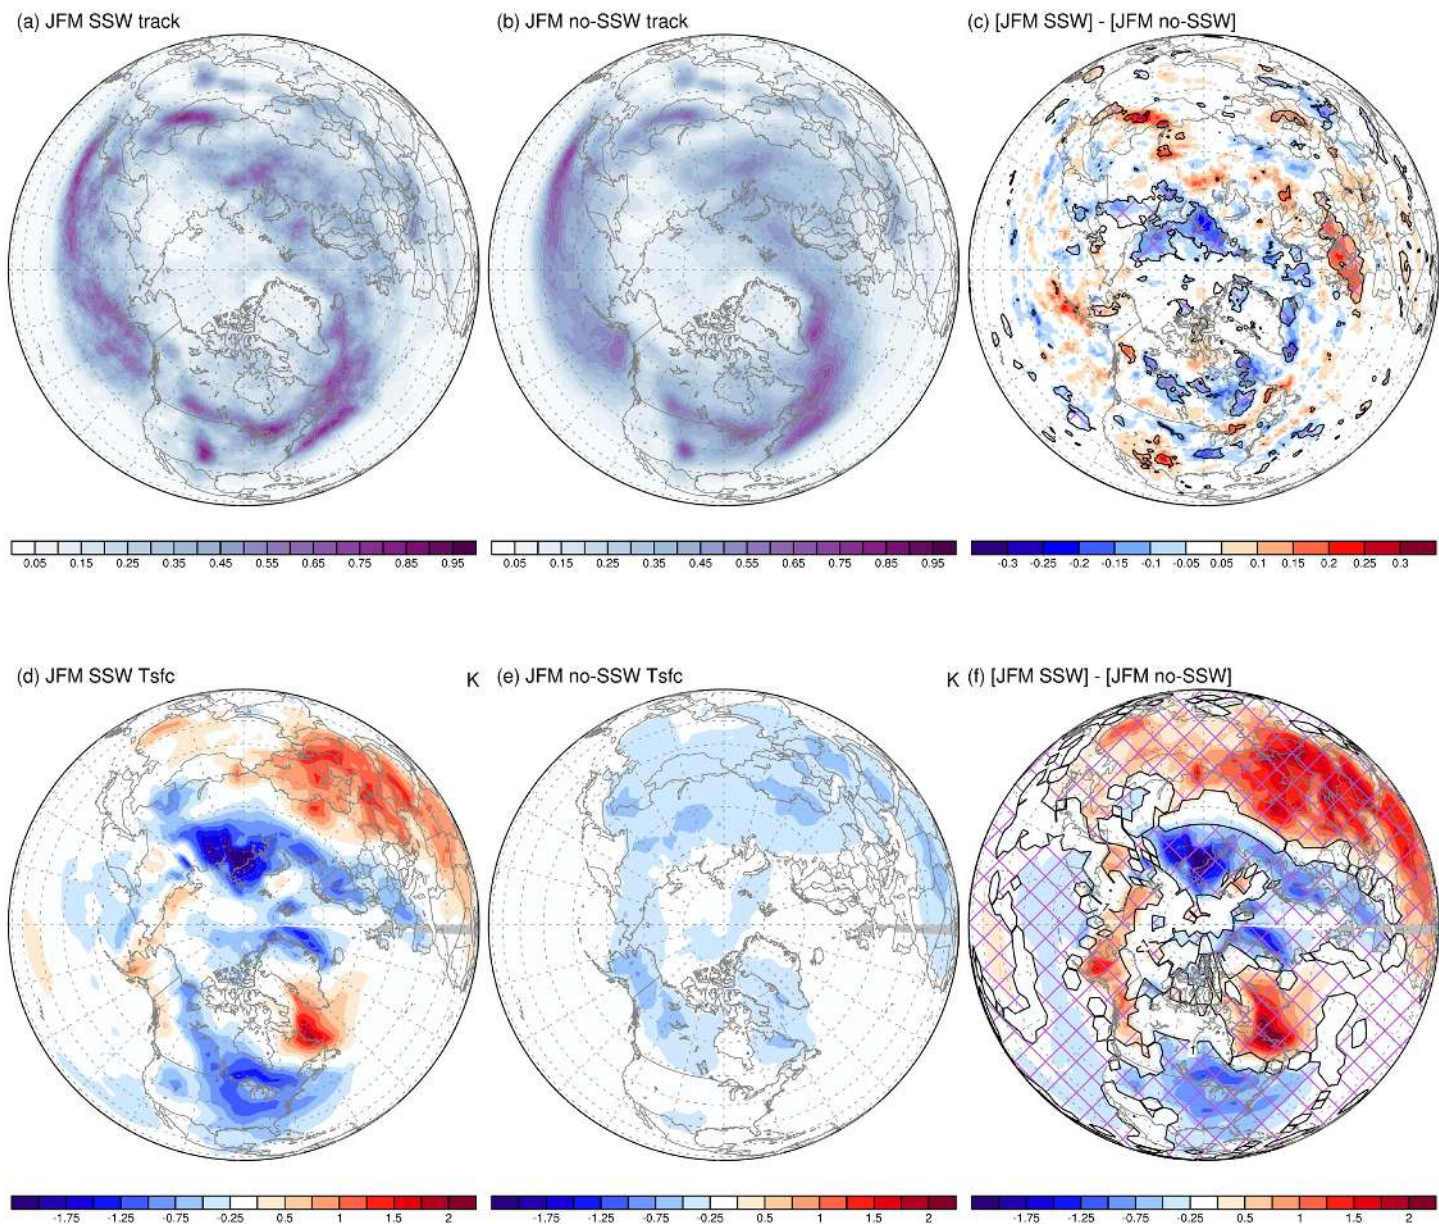 (a) JFM SSW track
(b) JFM no-SSW track
(c) [JFM SSW] - [JFM no-SSW]
0.05 0.15 0.25 0.35 0.45 0.55 0.65 0.75 0.85 0.95
0.05 0.15 0.25 0.35 0.45 0.55 0.65 0.75 0.85 0.95
-0.3 -0.25 -0.2 -0.15 -0.1 -0.05 0.05 0.1 0.15 0.2 0.25 0.3
(d) JFM SSW Tsfc K
(e) JFM no-SSW Tsfc K
(f) [JFM SSW] - [JFM no-SSW]
-1.75 -1.25 -0.75 -0.25 0.5 1 1.5 2
-1.75 -1.25 -0.75 -0.25 0.5 1 1.5 2
-1.75 -1.25 -0.75 -0.25 0.5 1 1.5 2